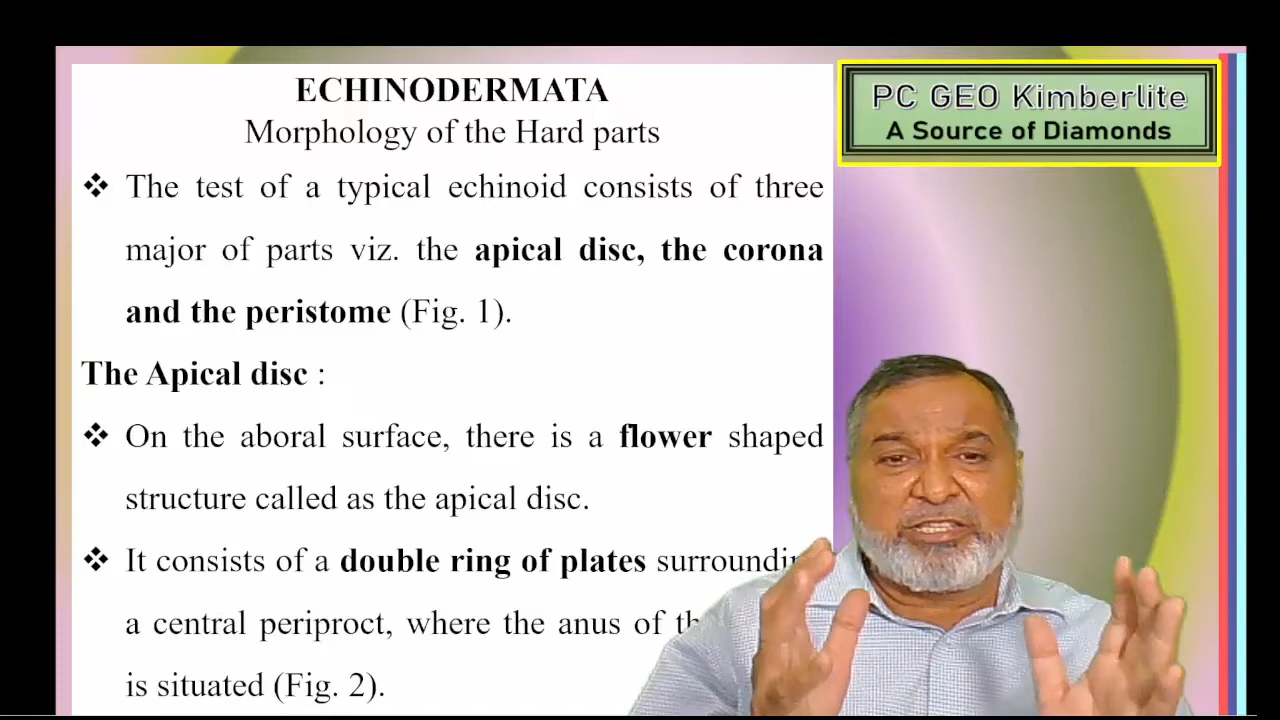 ECHINODERMATA
Morphology of the Hard parts
❖ The test of a typical echinoid consists of three
major of parts viz. the apical disc, the corona
and the peristome (Fig. 1).
The Apical disc :
❖ On the aboral surface, there is a flower shaped
structure called as the apical disc.
❖ It consists of a double ring of plates
a central periproct, where the anus of
is situated (Fig. 2).
PC GEO Kimberlite
A Source of Diamonds